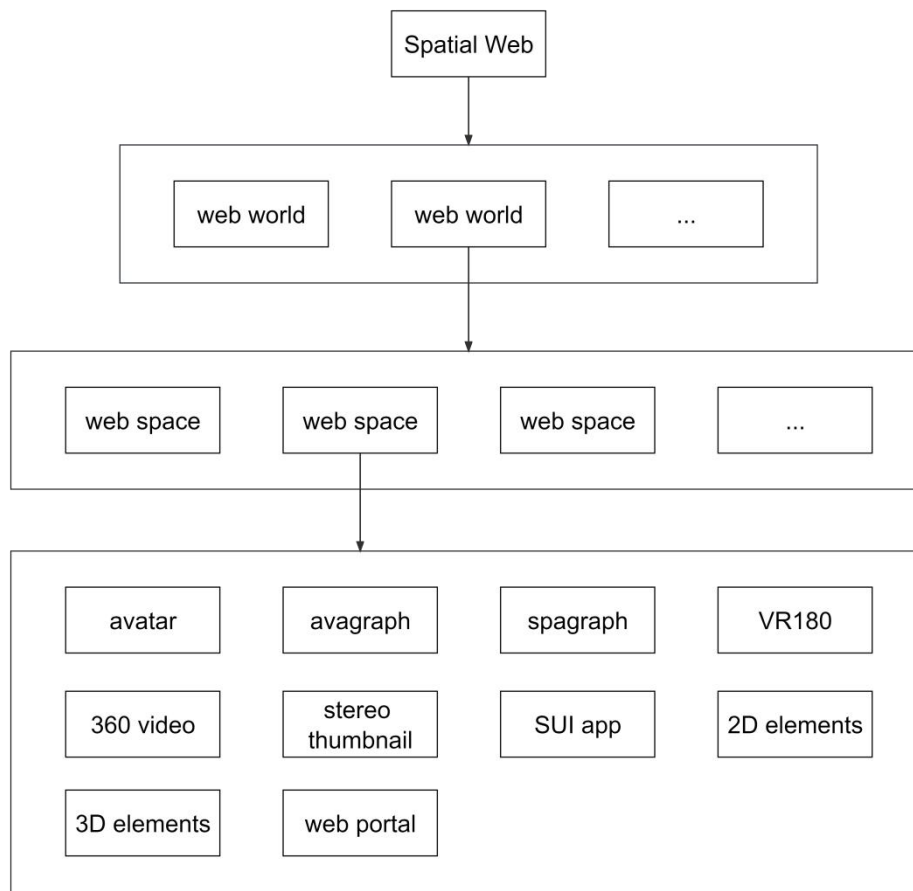 Spatial Web
web world
web world
...
web space
web space
web space
...
avatar
avagraph
spagraph
VR180
360 video
stereo
thumbnail
SUI app
2D elements
3D elements
web portal